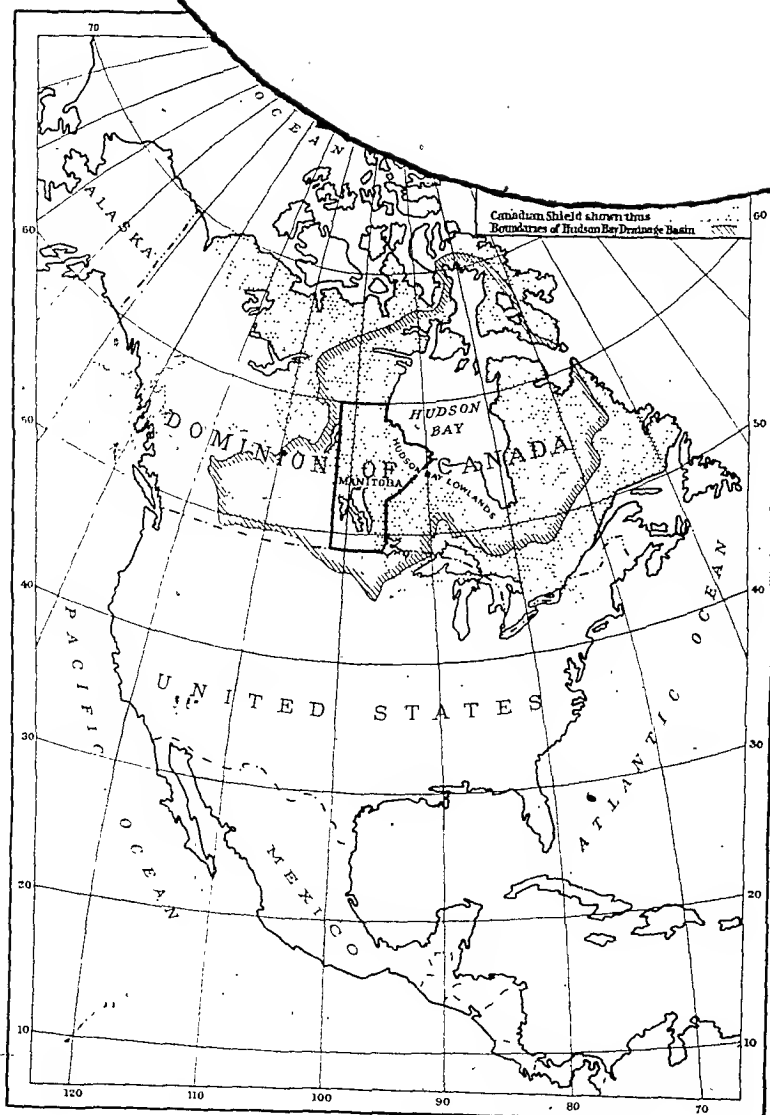 70
OCEAN
Canadian Shield shown thus
Boundaries of Hudson Bay Drainage Basin
60
60
ALASKA
50
50
HUDSON
BAY
DOMINION OF CANADA
MANITOBA
HUDSON BAY LOWLANDS
40
40
PACIFIC
OCEAN
UNITED STATES
ATLANTIC OCEAN
30
30
MEXICO
20
20
10
10
120 110 100 90 80 70